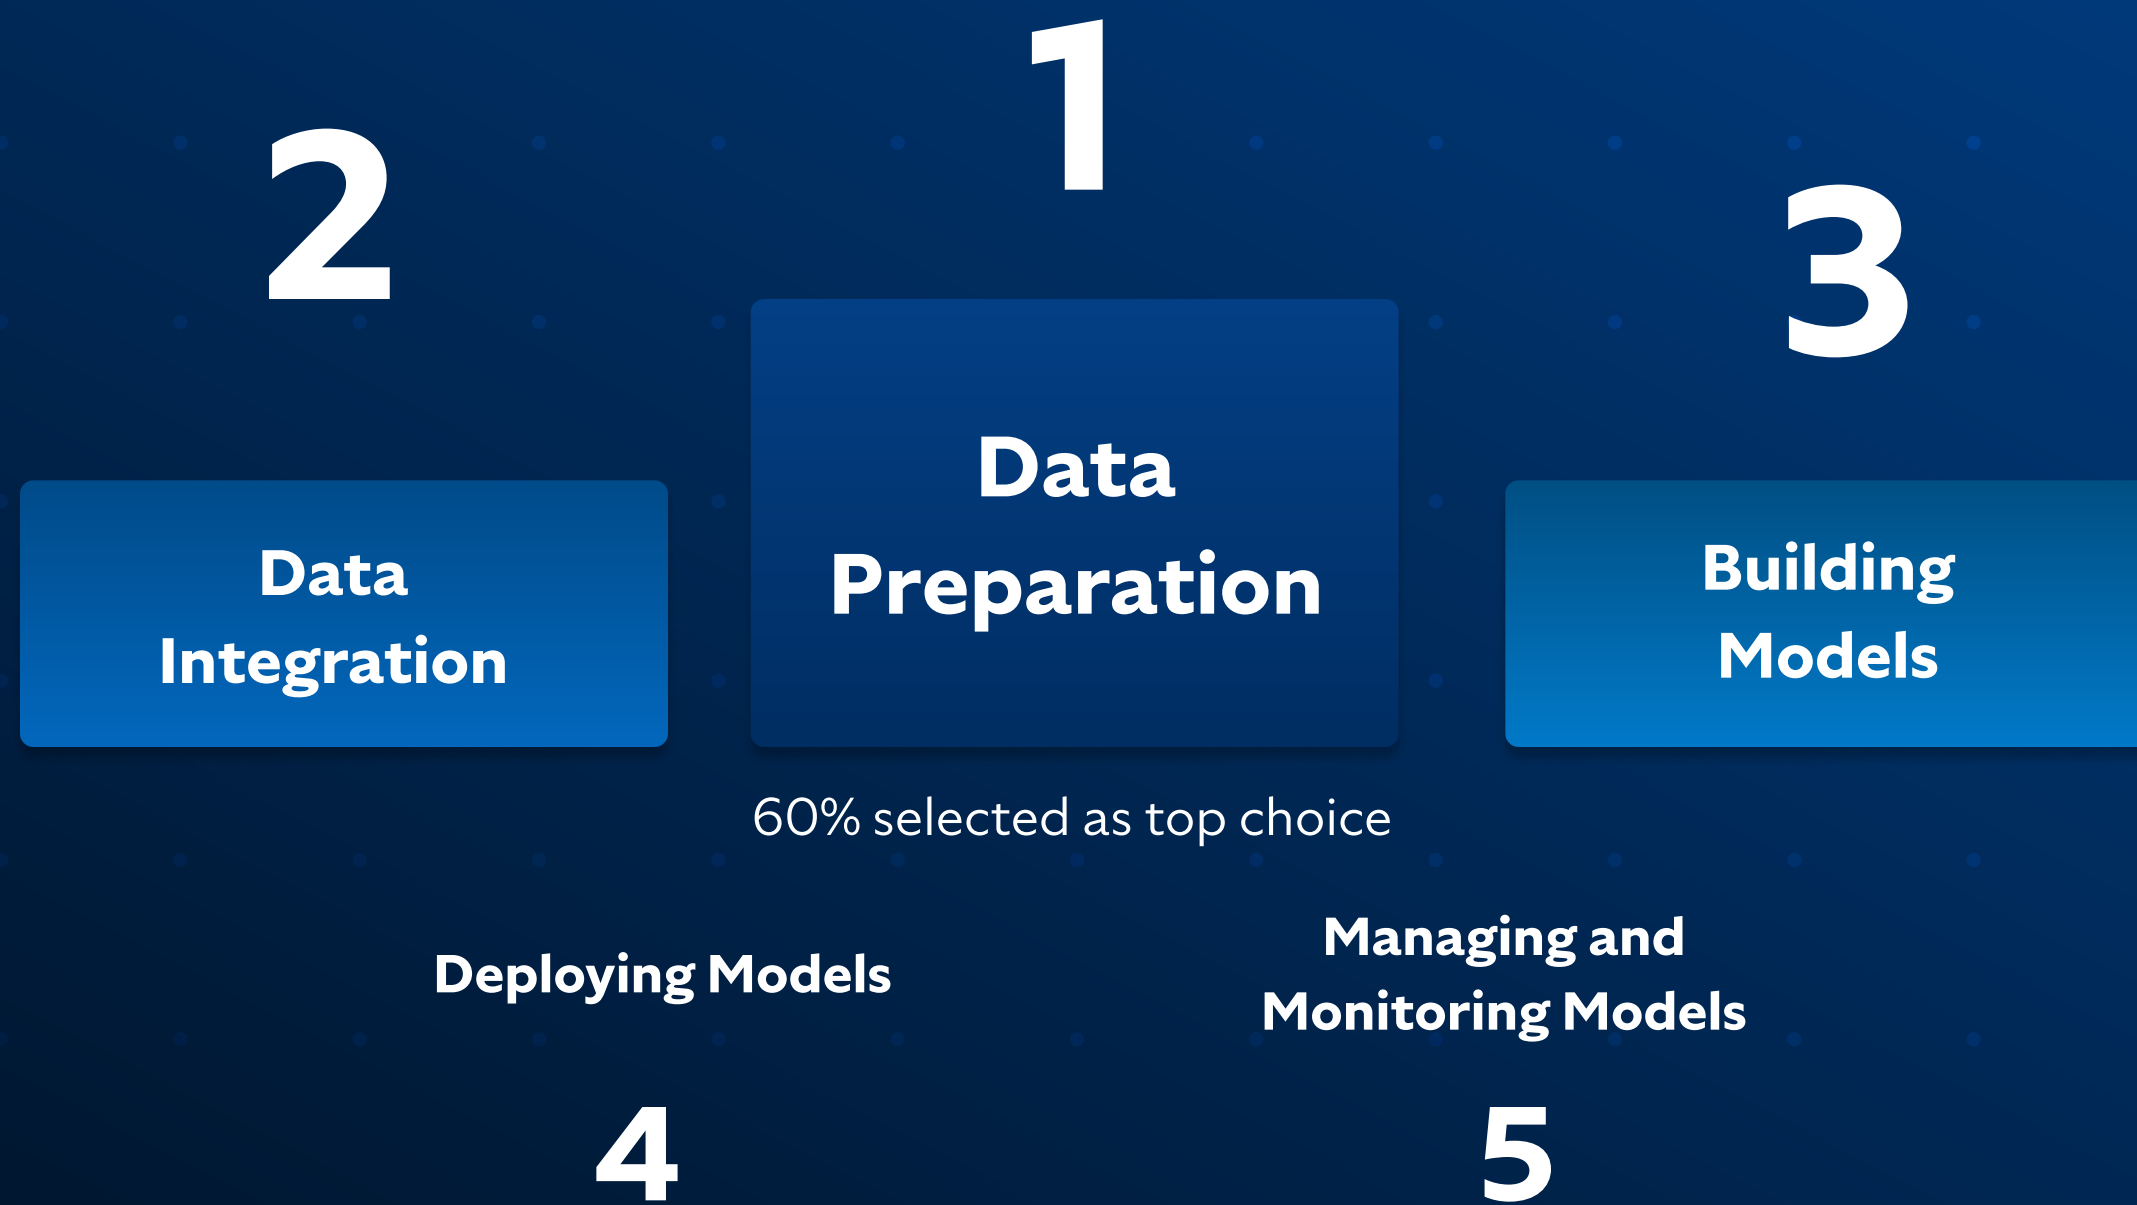 1
2
3
Data
Preparation
Data
Integration
Building
Models
60% selected as top choice
Deploying Models
Managing and
Monitoring Models
4
5